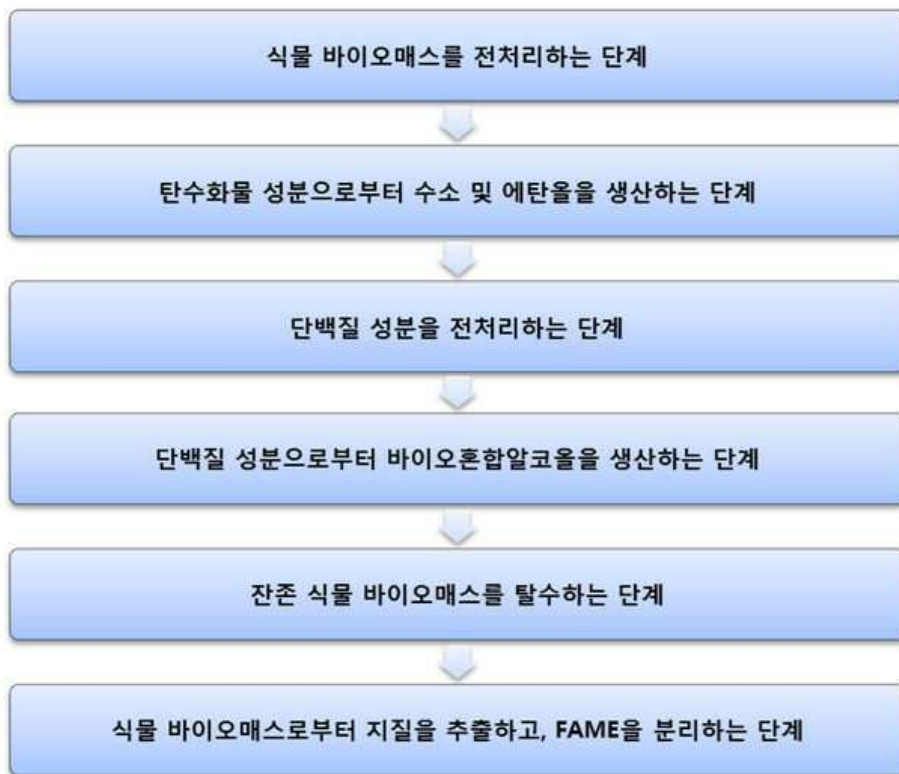 식물 바이오매스를 전처리하는 단계
탄수화물 성분으로부터 수소 및 에탄올을 생산하는 단계
단백질 성분을 전처리하는 단계
단백질 성분으로부터 바이오혼합알코올을 생산하는 단계
잔존 식물 바이오매스를 탈수하는 단계
식물 바이오매스로부터 지질을 추출하고, FAME을 분리하는 단계